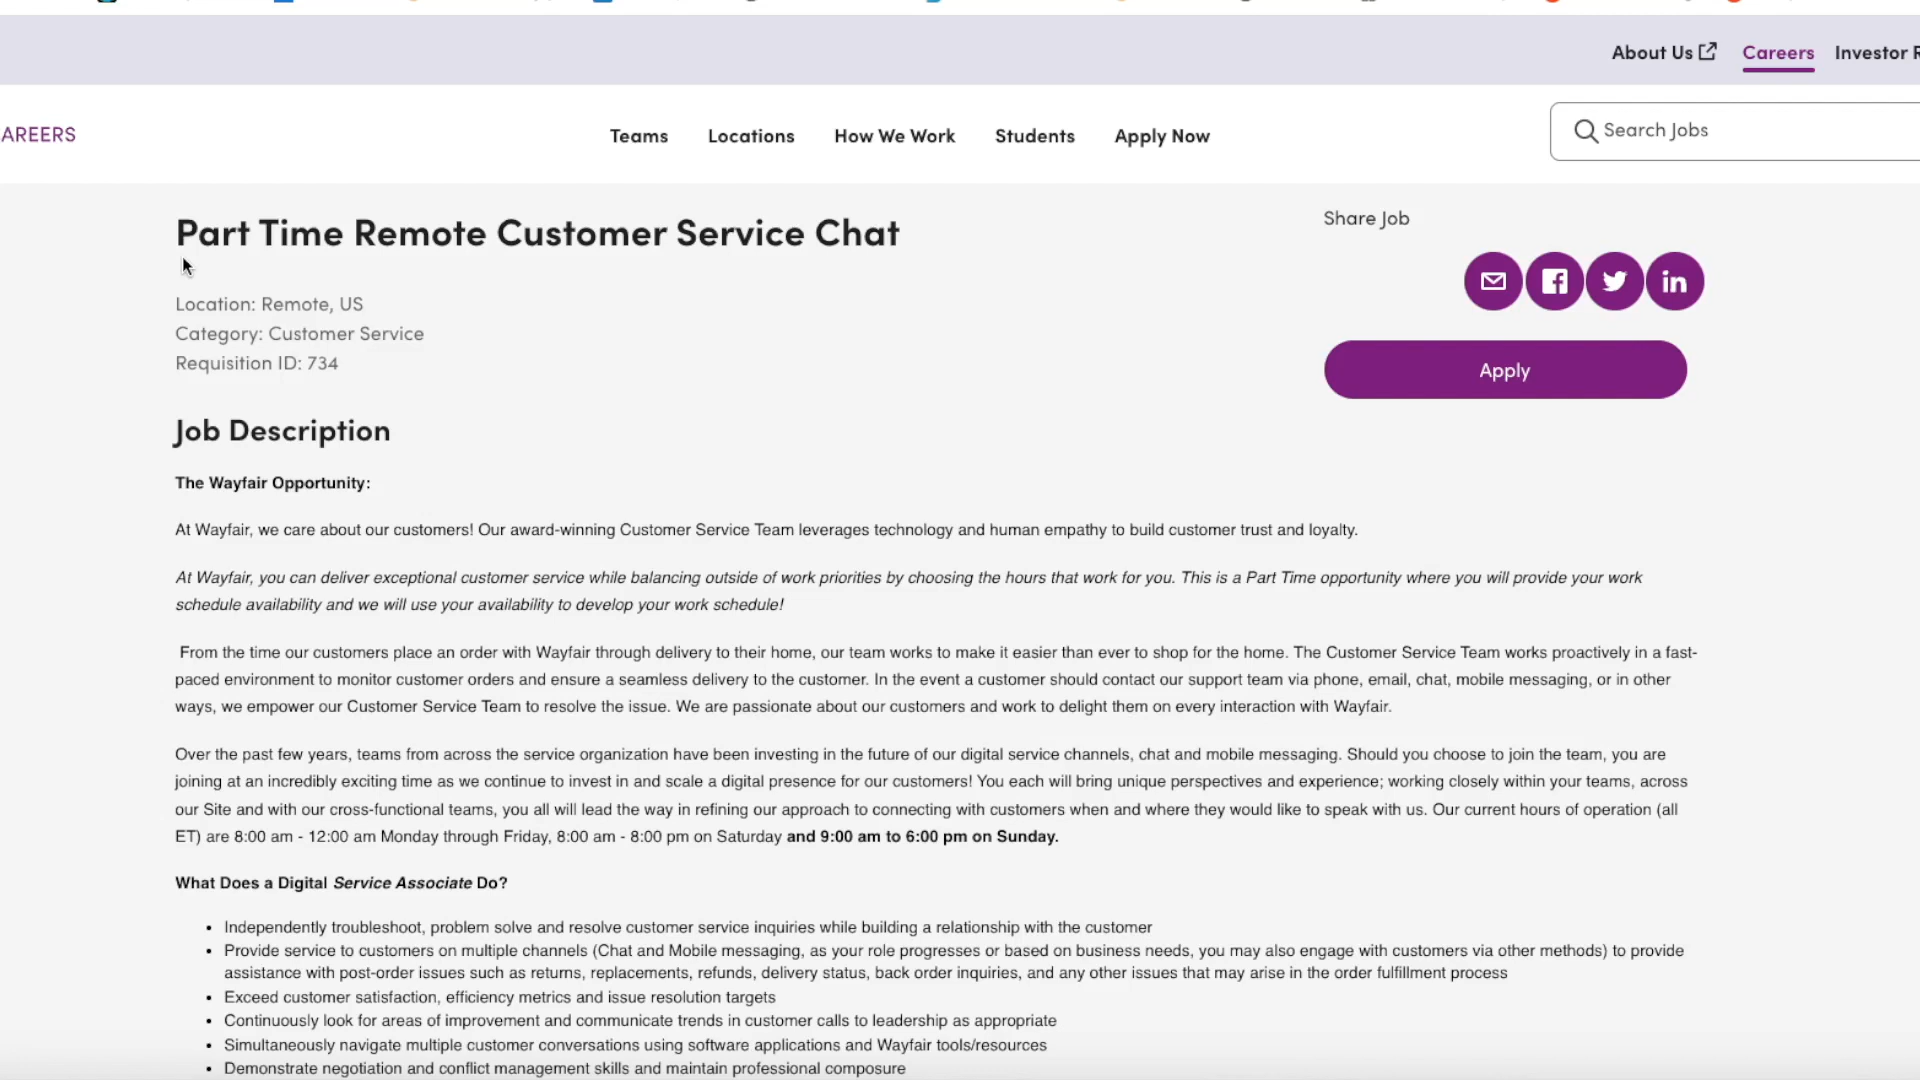 About Us Careers Investor R
AREERS Teams Locations How We Work Students Apply Now Search Jobs
Part Time Remote Customer Service Chat
Share Job
Location: Remote, US
Category: Customer Service
Requisition ID: 734
Apply
Job Description
The Wayfair Opportunity:
At Wayfair, we care about our customers! Our award-winning Customer Service Team leverages technology and human empathy to build customer trust and loyalty.
At Wayfair, you can deliver exceptional customer service while balancing outside of work priorities by choosing the hours that work for you. This is a Part Time opportunity where you will provide your work
schedule availability and we will use your availability to develop your work schedule!
From the time our customers place an order with Wayfair through delivery to their home, our team works to make it easier than ever to shop for the home. The Customer Service Team works proactively in a fast-
paced environment to monitor customer orders and ensure a seamless delivery to the customer. In the event a customer should contact our support team via phone, email, chat, mobile messaging, or in other
ways, we empower our Customer Service Team to resolve the issue. We are passionate about our customers and work to delight them on every interaction with Wayfair.
Over the past few years, teams from across the service organization have been investing in the future of our digital service channels, chat and mobile messaging. Should you choose to join the team, you are
joining at an incredibly exciting time as we continue to invest in and scale a digital presence for our customers! You each will bring unique perspectives and experience; working closely within your teams, across
our Site and with our cross-functional teams, you all will lead the way in refining our approach to connecting with customers when and where they would like to speak with us. Our current hours of operation (all
ET) are 8:00 am - 12:00 am Monday through Friday, 8:00 am - 8:00 pm on Saturday and 9:00 am to 6:00 pm on Sunday.
What Does a Digital Service Associate Do?
• Independently troubleshoot, problem solve and resolve customer service inquiries while building a relationship with the customer
• Provide service to customers on multiple channels (Chat and Mobile messaging, as your role progresses or based on business needs, you may also engage with customers via other methods) to provide
assistance with post-order issues such as returns, replacements, refunds, delivery status, back order inquiries, and any other issues that may arise in the order fulfillment process
• Exceed customer satisfaction, efficiency metrics and issue resolution targets
• Continuously look for areas of improvement and communicate trends in customer calls to leadership as appropriate
• Simultaneously navigate multiple customer conversations using software applications and Wayfair tools/resources
• Demonstrate negotiation and conflict management skills and maintain professional composure